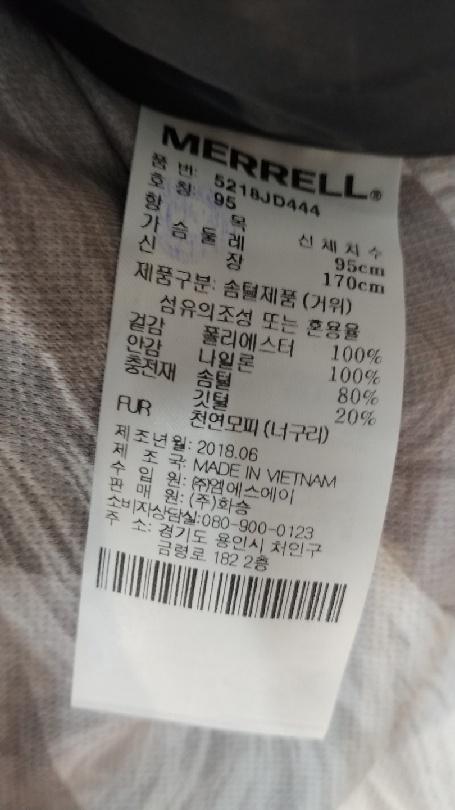 MERRELL®
품 번: 5218JD444
호 칭: 95
항 목 신체치수
가슴둘레 95cm
신 장 170cm
제품구분: 솜털제품 (거위)
섬유의조성 또는 혼용율
겉감 폴리에스터 100%
안감 나일론 100%
충전재 솜털 80%
깃털 20%
FUR 천연모피 (너구리)
제조년월: 2018.06
제 조 국: MADE IN VIETNAM
수 입 원: ㈜엠에스에이
판 매 원: (주)화승
소비자상담실:080-900-0123
주 소: 경기도 용인시 처인구
금령로 182 2층